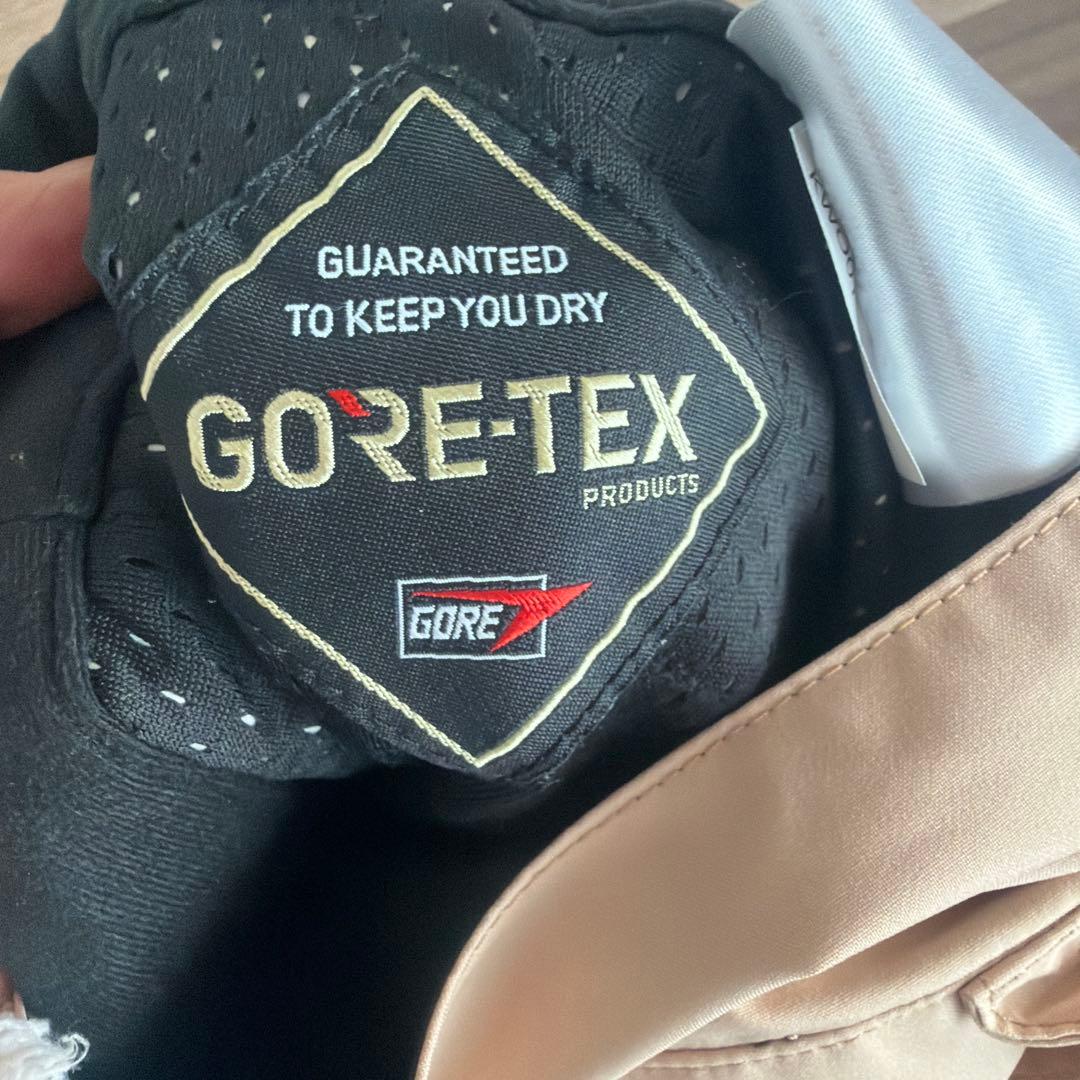 GUARANTEED
TO KEEP YOU DRY
GORE-TEX
PRODUCTS
GORE